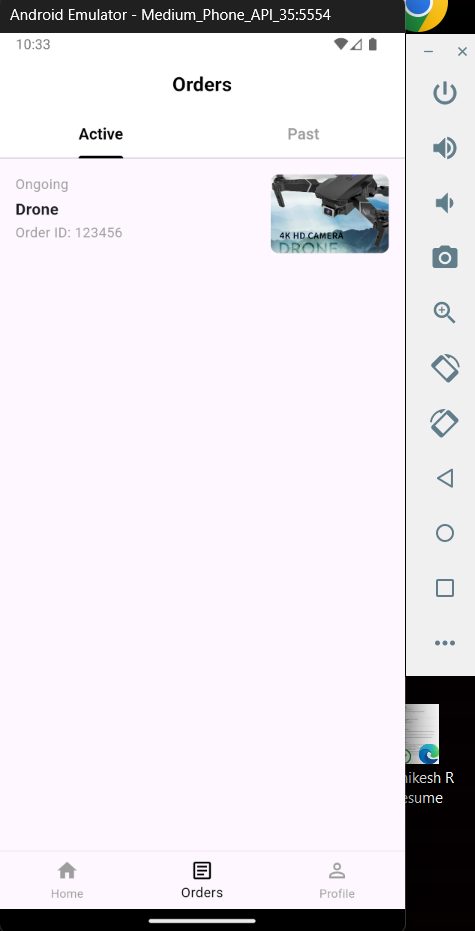 Android Emulator - Medium_Phone_API_35:5554
10:33
Orders
Active
Past
Ongoing
Drone
Order ID: 123456
4K HD CAMERA
DRONE
Home
Orders
Profile
ikesh R
esume